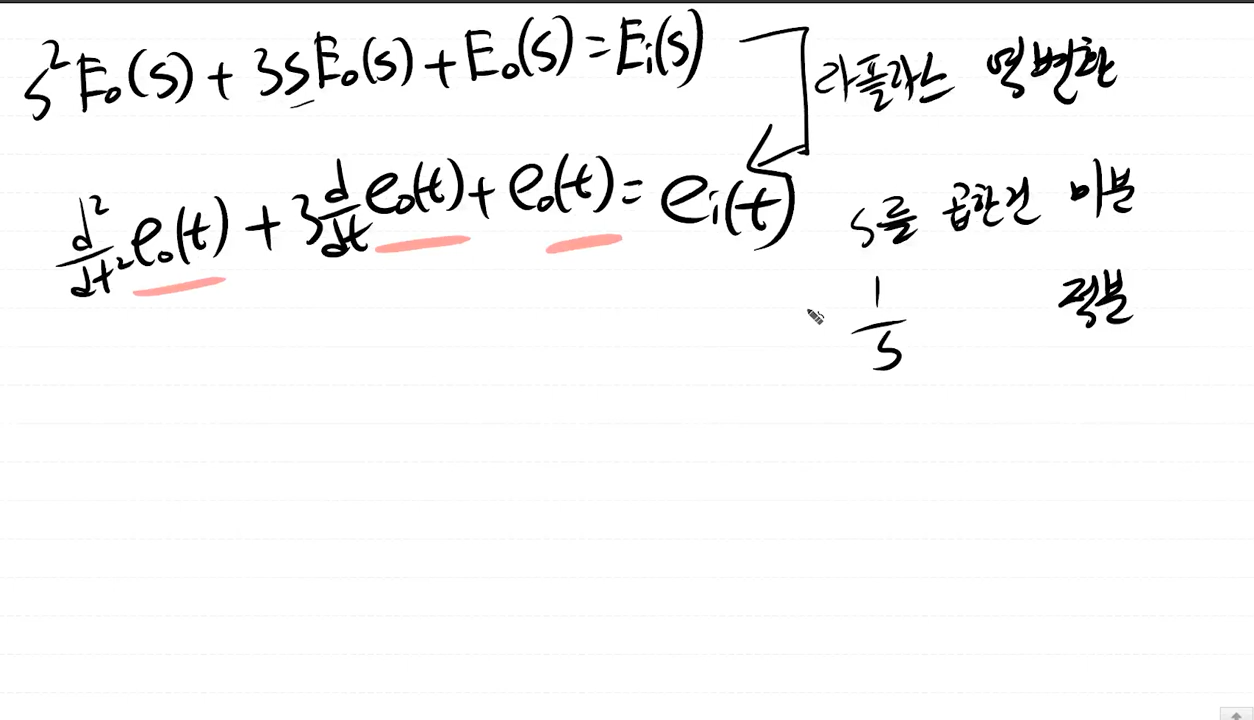 s²E₀(s) + 3sE₀(s) + E₀(s) = Eᵢ(s)
라플라스 역변환
d²/dt² e₀(t) + 3 d/dt e₀(t) + e₀(t) = eᵢ(t)
s를 곱한건 미분
1/s 적분